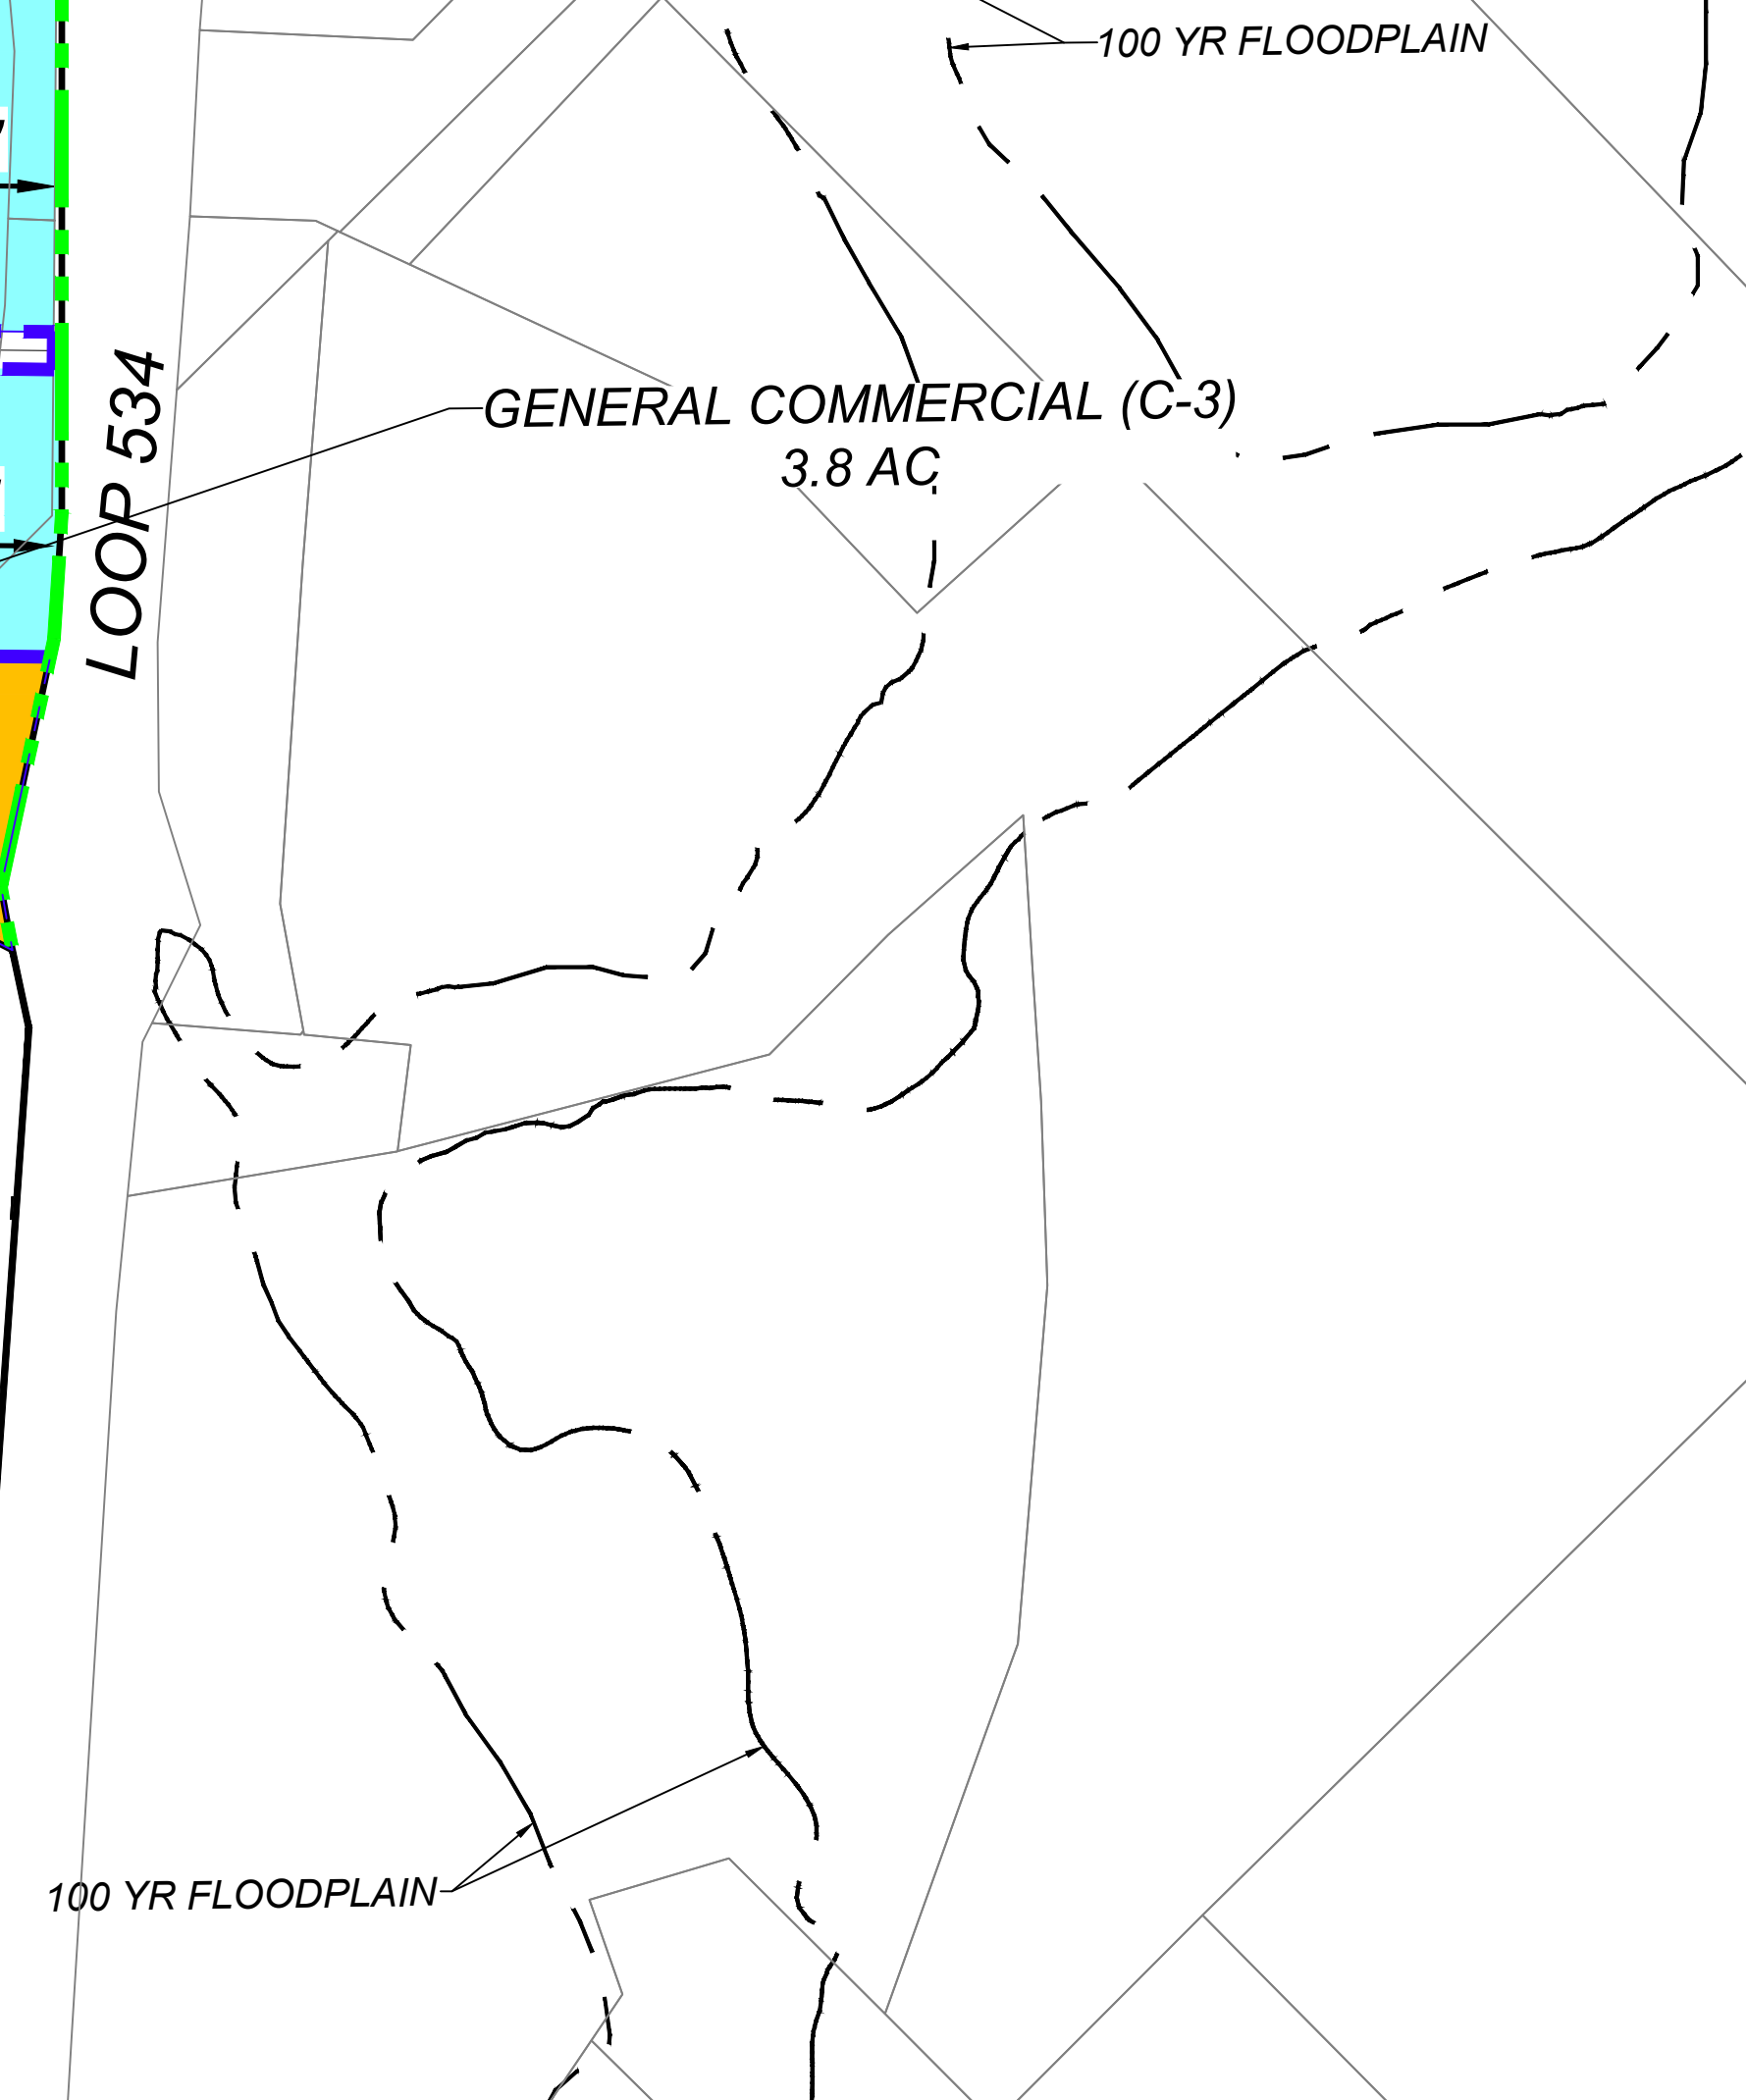 100 YR FLOODPLAIN
GENERAL COMMERCIAL (C-3)
3.8 AC
LOOP 534
100 YR FLOODPLAIN